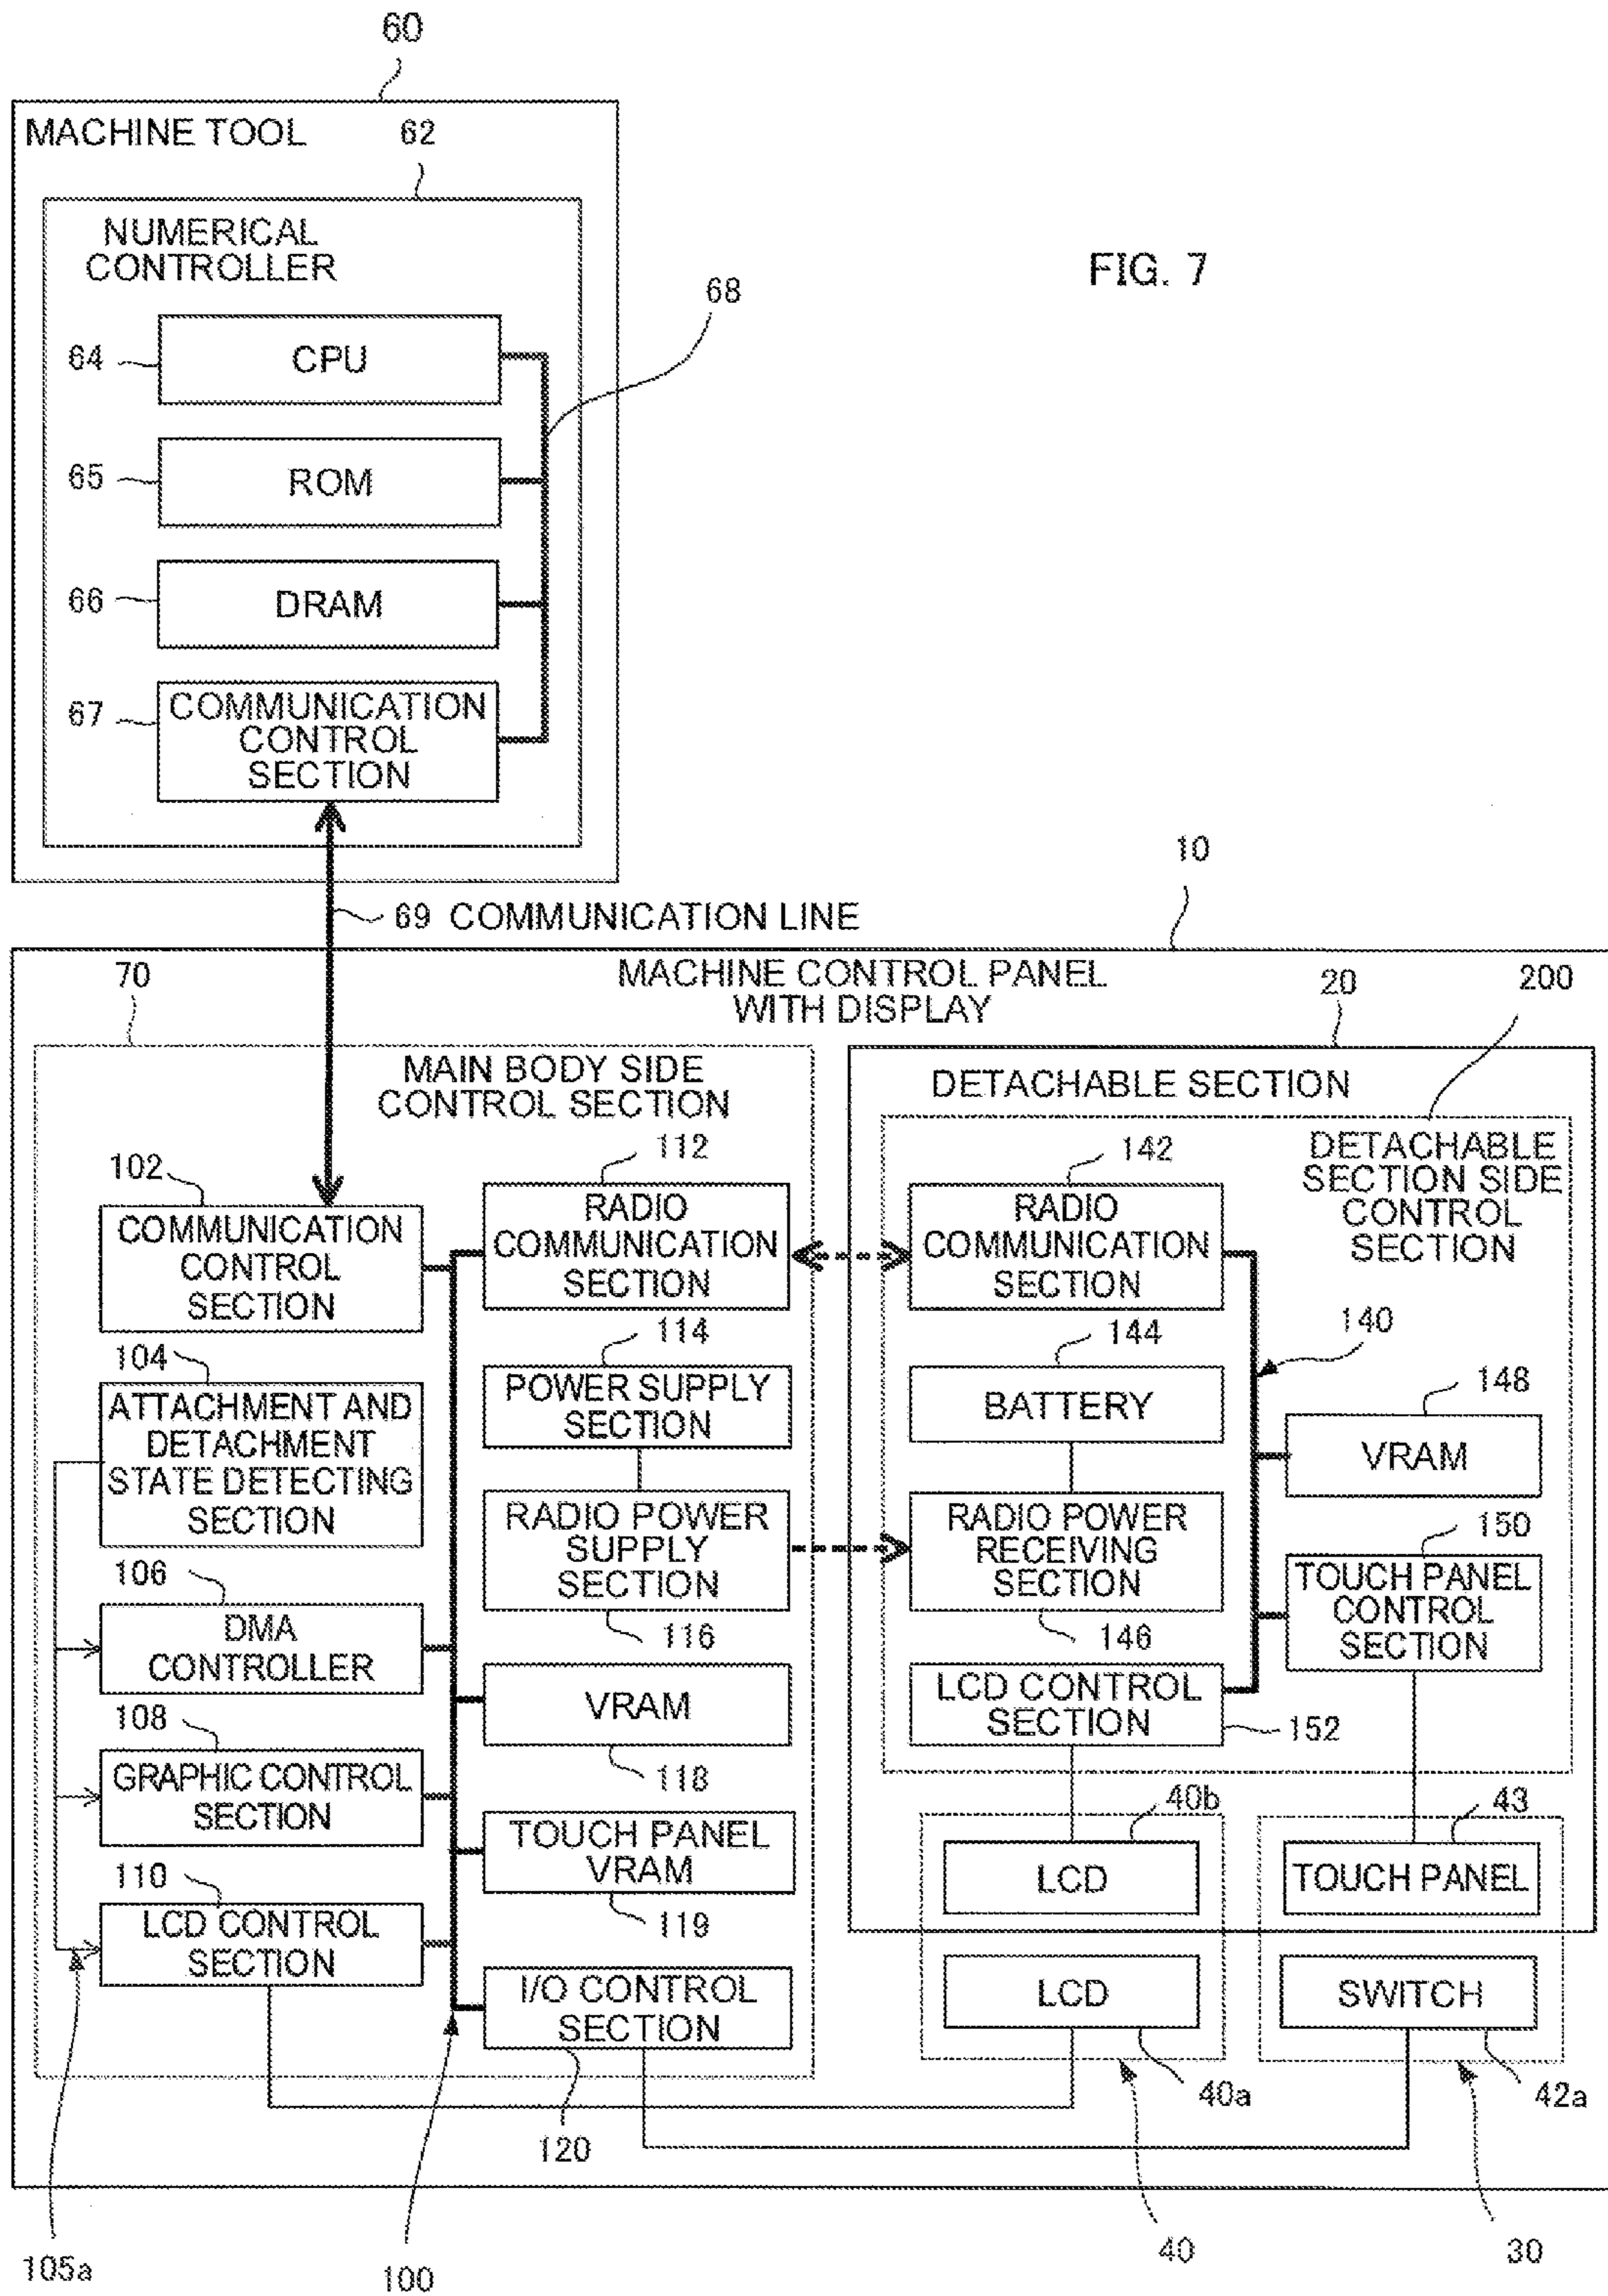 60
MACHINE TOOL
62
NUMERICAL
CONTROLLER
FIG. 7
68
64
CPU
65
ROM
66
DRAM
67
COMMUNICATION
CONTROL
SECTION
10
69 COMMUNICATION LINE
70
MACHINE CONTROL PANEL
WITH DISPLAY
20
200
MAIN BODY SIDE
CONTROL SECTION
DETACHABLE SECTION
102
COMMUNICATION
CONTROL
SECTION
112
RADIO
COMMUNICATION
SECTION
142
RADIO
COMMUNICATION
SECTION
DETACHABLE
SECTION SIDE
CONTROL
SECTION
104
ATTACHMENT AND
DETACHMENT
STATE DETECTING
SECTION
114
POWER SUPPLY
SECTION
144
BATTERY
140
148
VRAM
RADIO POWER
SUPPLY
SECTION
116
RADIO POWER
RECEIVING
SECTION
146
150
TOUCH PANEL
CONTROL
SECTION
106
DMA
CONTROLLER
VRAM
118
LCD CONTROL
SECTION
152
108
GRAPHIC CONTROL
SECTION
TOUCH PANEL
VRAM
119
40b
LCD
43
TOUCH PANEL
110
LCD CONTROL
SECTION
I/O CONTROL
SECTION
120
LCD
40a
SWITCH
42a
105a
100
40
30